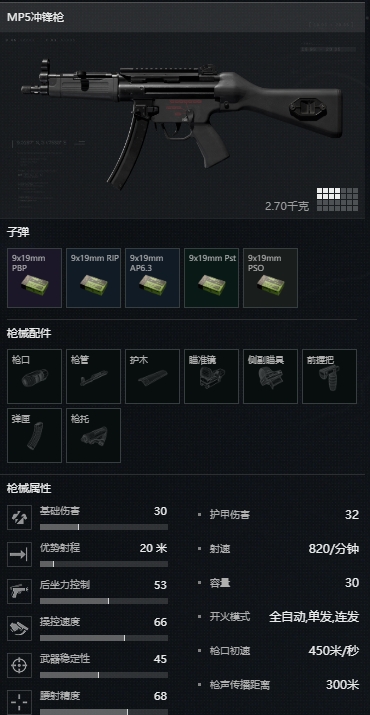 MP5冲锋枪
2.70千克
子弹
9x19mm PBP
9x19mm RIP
9x19mm AP6.3
9x19mm Pst
9x19mm PSO
枪械配件
枪口
枪管
护木
瞄准镜
侧副瞄具
前握把
弹匣
枪托
枪械属性
基础伤害 30
护甲伤害 32
优势射程 20 米
射速 820/分钟
后坐力控制 53
容量 30
操控速度 66
开火模式 全自动,单发,连发
武器稳定性 45
枪口初速 450米/秒
腰射精度 68
枪声传播距离 300米